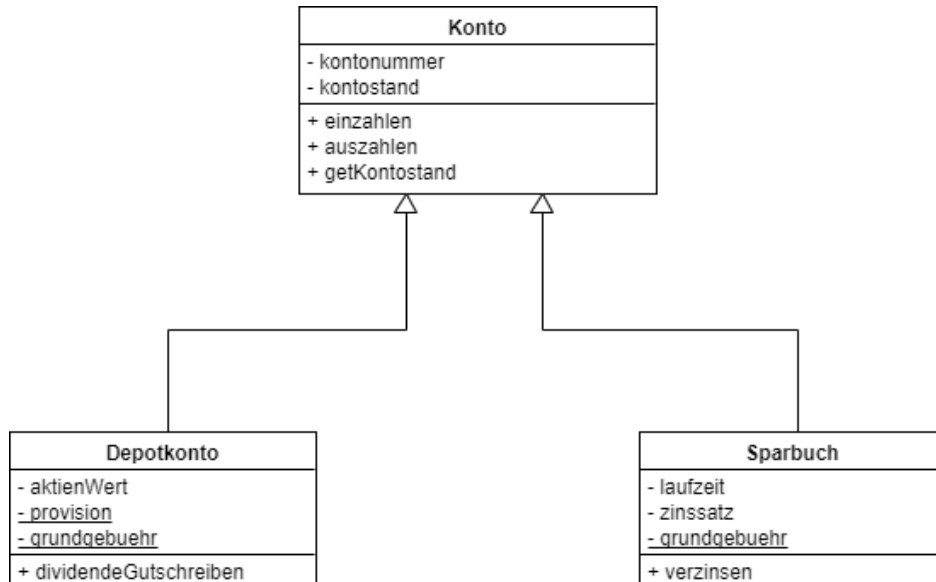 Konto
- kontonummer
- kontostand
+ einzahlen
+ auszahlen
+ getKontostand
Depotkonto
- aktienWert
- provision
- grundgebuehr
+ dividendeGutschreiben
Sparbuch
- laufzeit
- zinssatz
- grundgebuehr
+ verzinsen